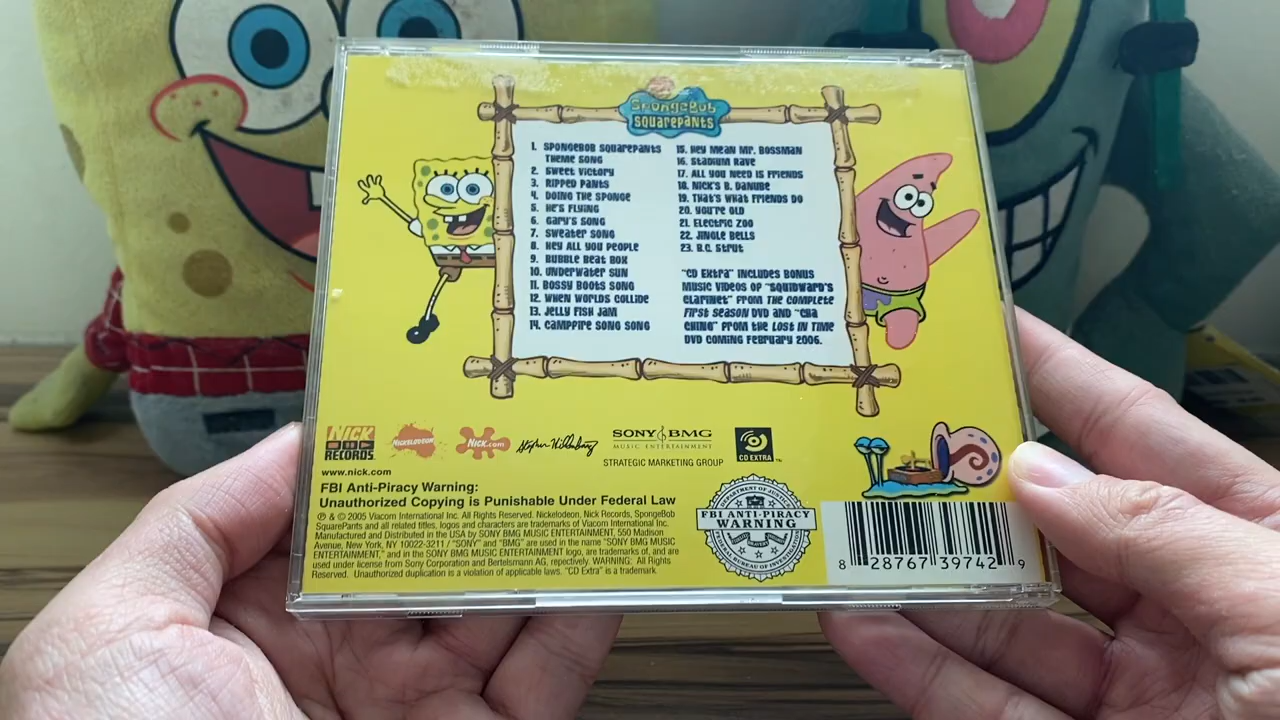 SpongeBob
SQUAREPANTS
1. SPONGEBOB SQUAREPANTS
THEME SONG
2. SWEET VICTORY
3. RIPPED PANTS
4. DOING THE SPONGE
5. HE'S FLYING
6. GARY'S SONG
7. SWEATER SONG
8. HEY ALL YOU PEOPLE
9. BUBBLE BEAT BOX
10. UNDERWATER SUN
11. BOSSY BOOTS SONG
12. WHEN WORLDS COLLIDE
13. JELLY FISH JAM
14. CAMPFIRE SONG SONG
15. HEY MEAN MR. BOSSMAN
16. STADIUM RAVE
17. ALL YOU NEED IS FRIENDS
18. NICK'S B. DANUBE
19. THAT'S WHAT FRIENDS DO
20. YOU'RE OLD
21. ELECTRIC ZOO
22. JINGLE BELLS
23. B.C. STRUT
"CD EXTRA" INCLUDES BONUS
MUSIC VIDEOS OF "SQUIDWARD'S
CLARINET" FROM THE COMPLETE
FIRST SEASON DVD AND "CHA
CHING" FROM THE LOST IN TIME
DVD COMING FEBRUARY 2006.
NICK
RECORDS
NICKELODEON
NICK.com
Stephen Hillenburg
SONY BMG
MUSIC ENTERTAINMENT
STRATEGIC MARKETING GROUP
CD EXTRA™
www.nick.com
FBI Anti-Piracy Warning:
Unauthorized Copying is Punishable Under Federal Law
℗ & © 2005 Viacom International Inc. All Rights Reserved. Nickelodeon, Nick Records, SpongeBob
SquarePants and all related titles, logos and characters are trademarks of Viacom International Inc.
Manufactured and Distributed in the USA by SONY BMG MUSIC ENTERTAINMENT, 550 Madison
Avenue, New York, NY 10022-3211 / "SONY" and "BMG" are used in the name "SONY BMG
MUSIC ENTERTAINMENT," and in the SONY BMG MUSIC ENTERTAINMENT logo, are trademarks of, and are
used under license from Sony Corporation and Bertelsmann AG, repectively. WARNING: All Rights
Reserved. Unauthorized duplication is a violation of applicable laws. "CD Extra" is a trademark.
DEPARTMENT OF JUSTICE
FBI ANTI-PIRACY
WARNING
FEDERAL BUREAU OF INVESTIGATION
8 28767 39742 9